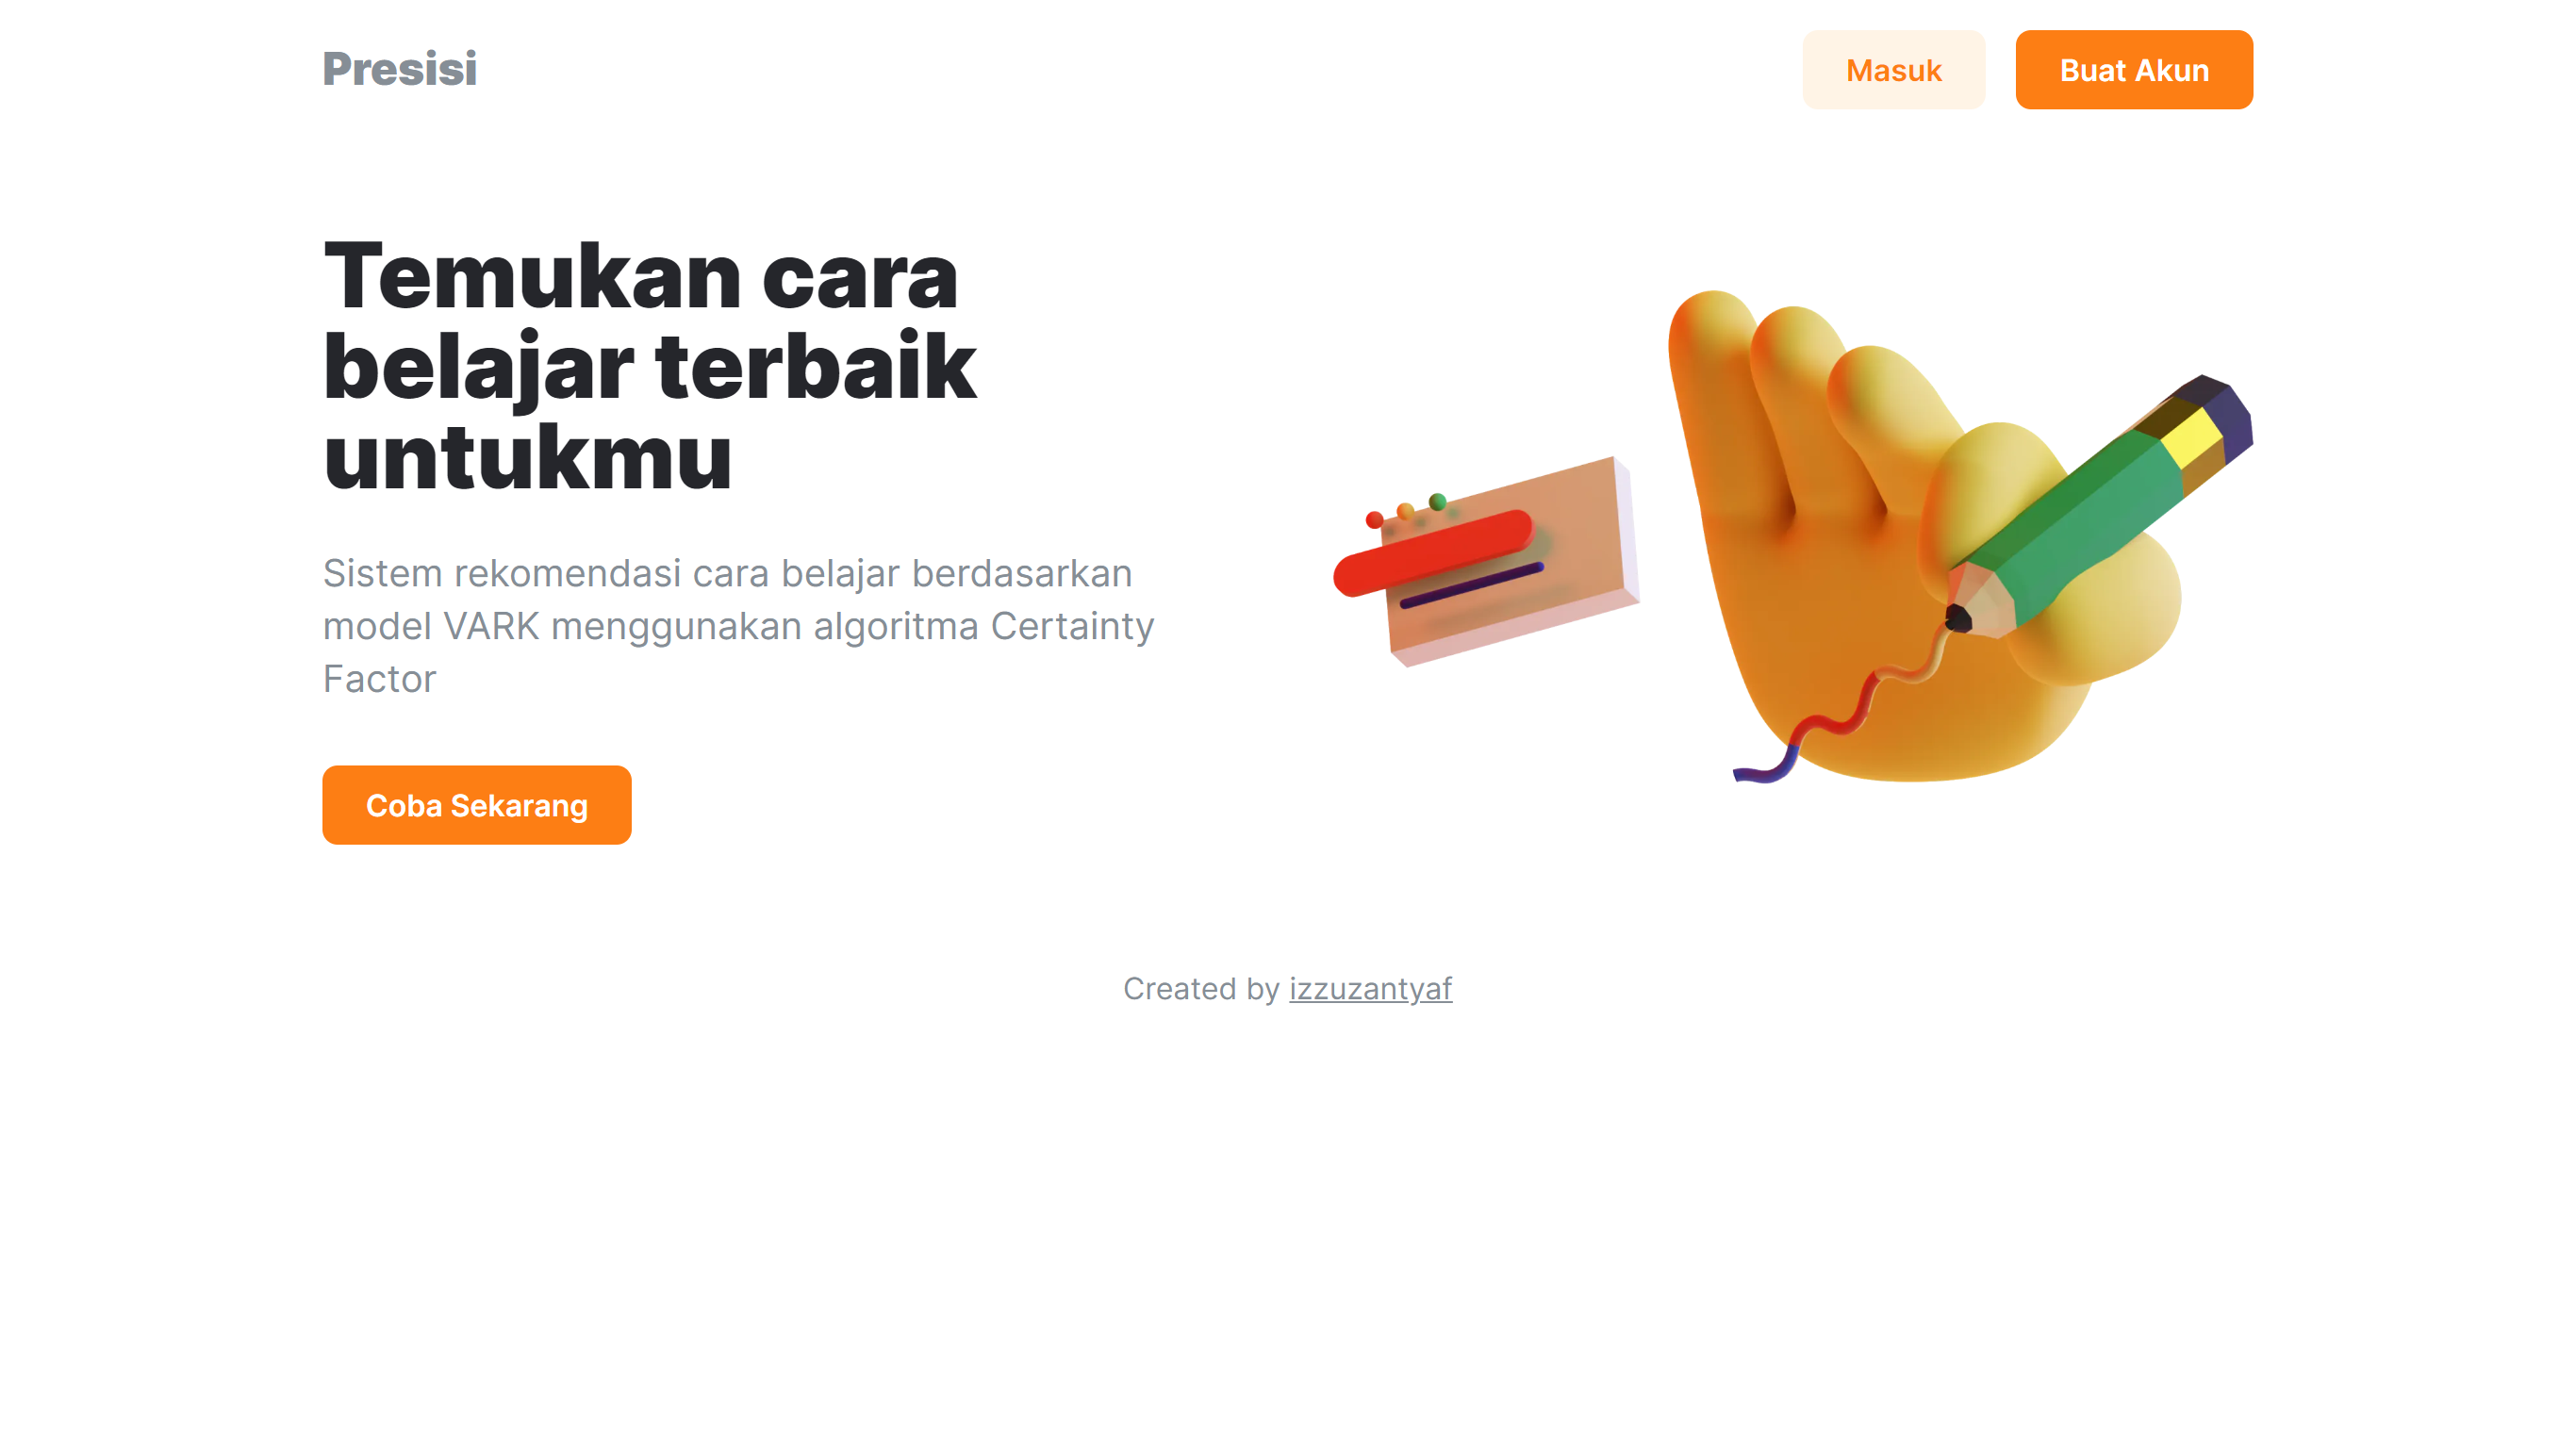 Presisi
Masuk
Buat Akun
Temukan cara
belajar terbaik
untukmu
Sistem rekomendasi cara belajar berdasarkan
model VARK menggunakan algoritma Certainty
Factor
Coba Sekarang
Created by izzuzantyaf